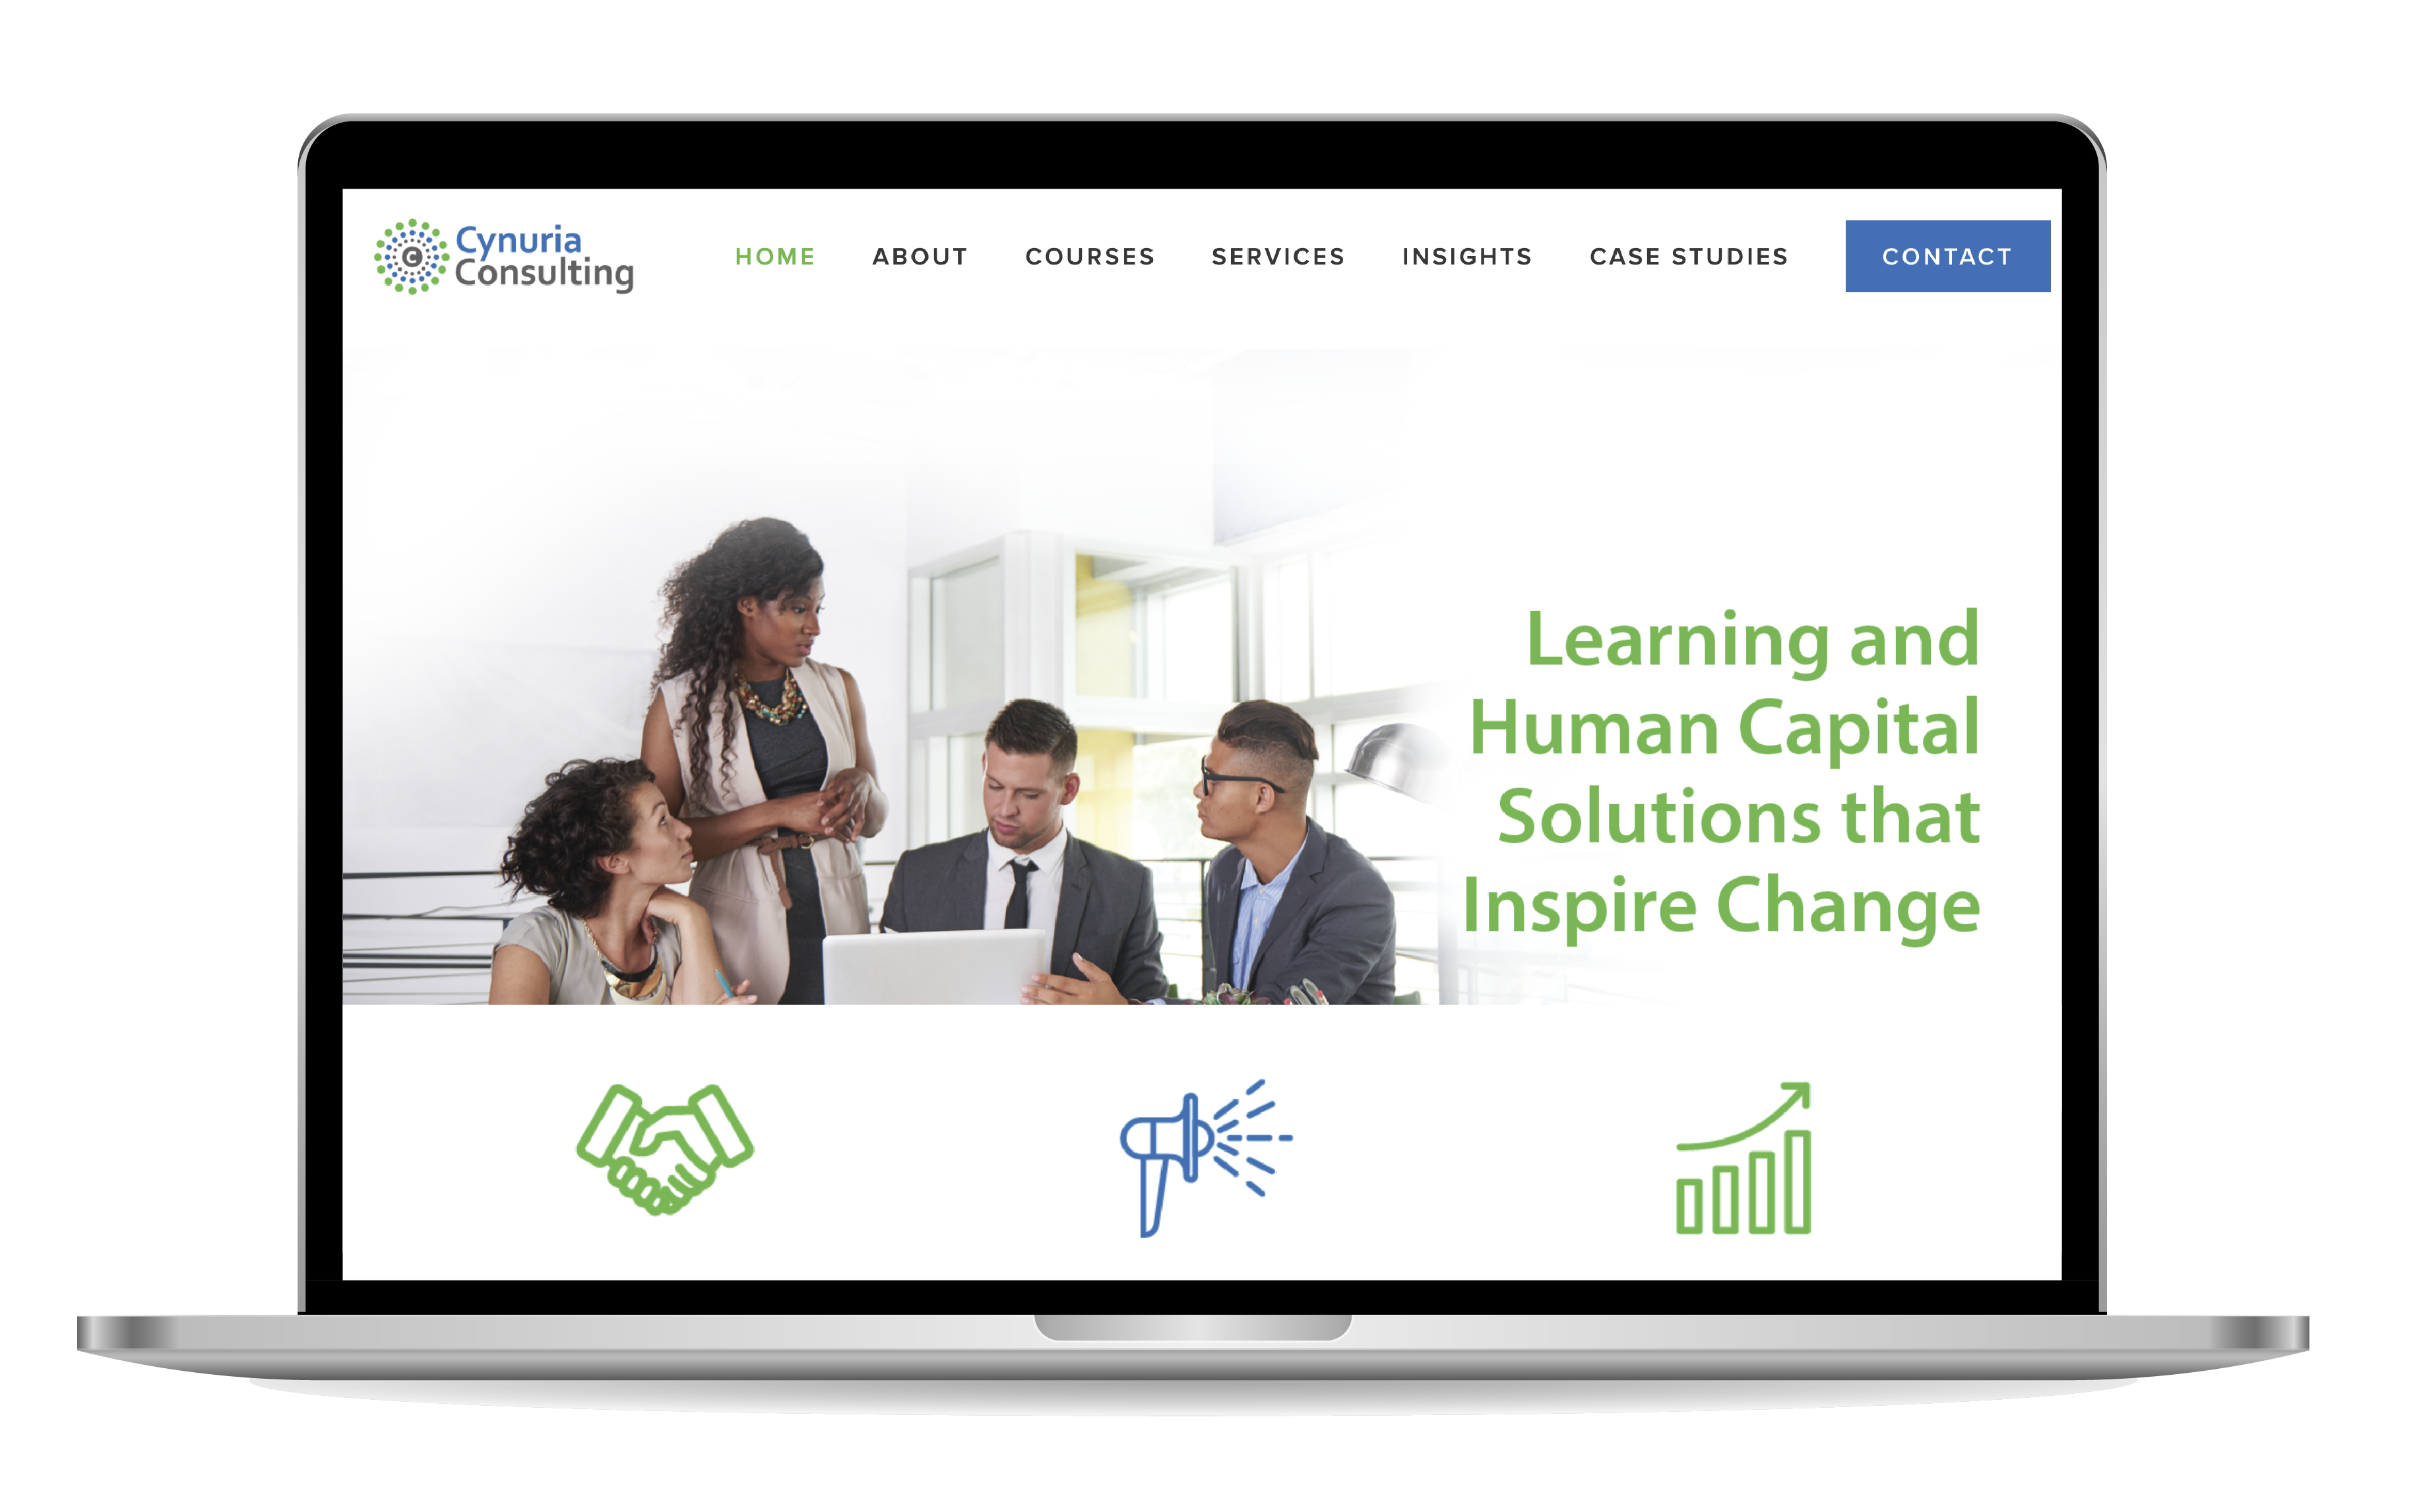 Cynuria
Consulting
HOME ABOUT COURSES SERVICES INSIGHTS CASE STUDIES CONTACT
Learning and
Human Capital
Solutions that
Inspire Change